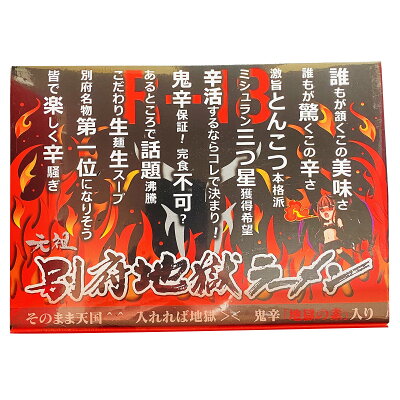 R-18
誰もが頷くこの美味さ
誰もが驚くこの辛さ
激旨とんこつ本格派
ミシュラン三つ星獲得希望
辛活するならコレで決まり!
鬼辛保証!完食不可?
あるところで話題沸騰
こだわり生麺生スープ
別府名物第一位になりそう
皆で楽しく辛騒ぎ
元祖
別府地獄ラーメン
そのまま天国^^ 入れれば地獄>< 鬼辛 入り